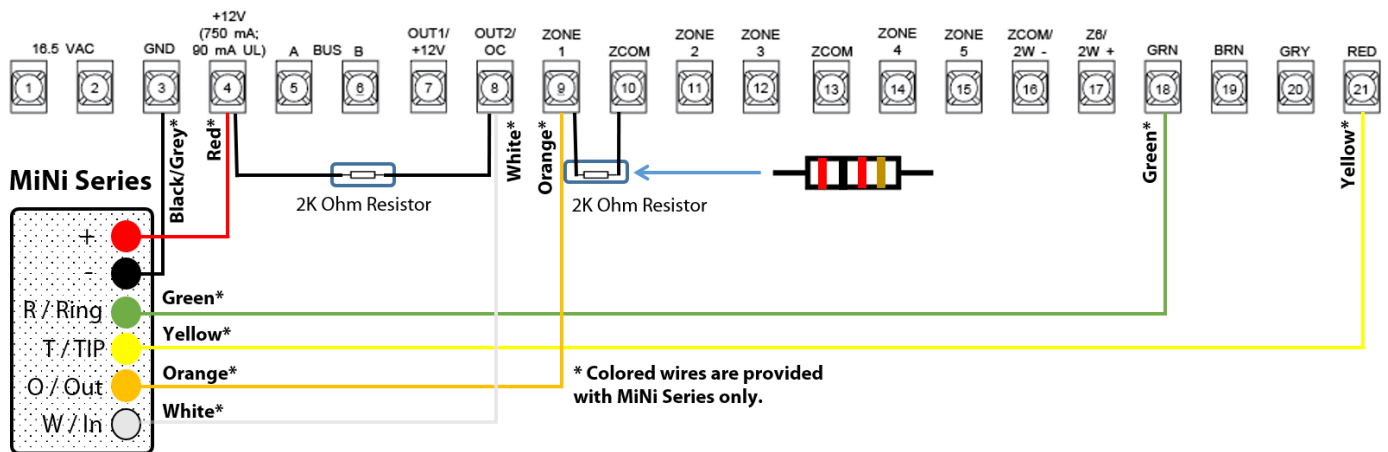 +12V
(750 mA;
90 mA UL)
16.5 VAC
GND
A BUS B
OUT1/
+12V
OUT2/
OC
ZONE
1
ZCOM
ZONE
2
ZONE
3
ZCOM
ZONE
4
ZONE
5
ZCOM/
2W -
Z6/
2W +
GRN
BRN
GRY
RED
1 2 3 4 5 6 7 8 9 10 11 12 13 14 15 16 17 18 19 20 21
Black/Grey*
Red*
White*
Orange*
Green*
Yellow*
2K Ohm Resistor
2K Ohm Resistor
MiNi Series
+
-
R / Ring
Green*
T / TIP
Yellow*
O / Out
Orange*
W / In
White*
* Colored wires are provided
with MiNi Series only.